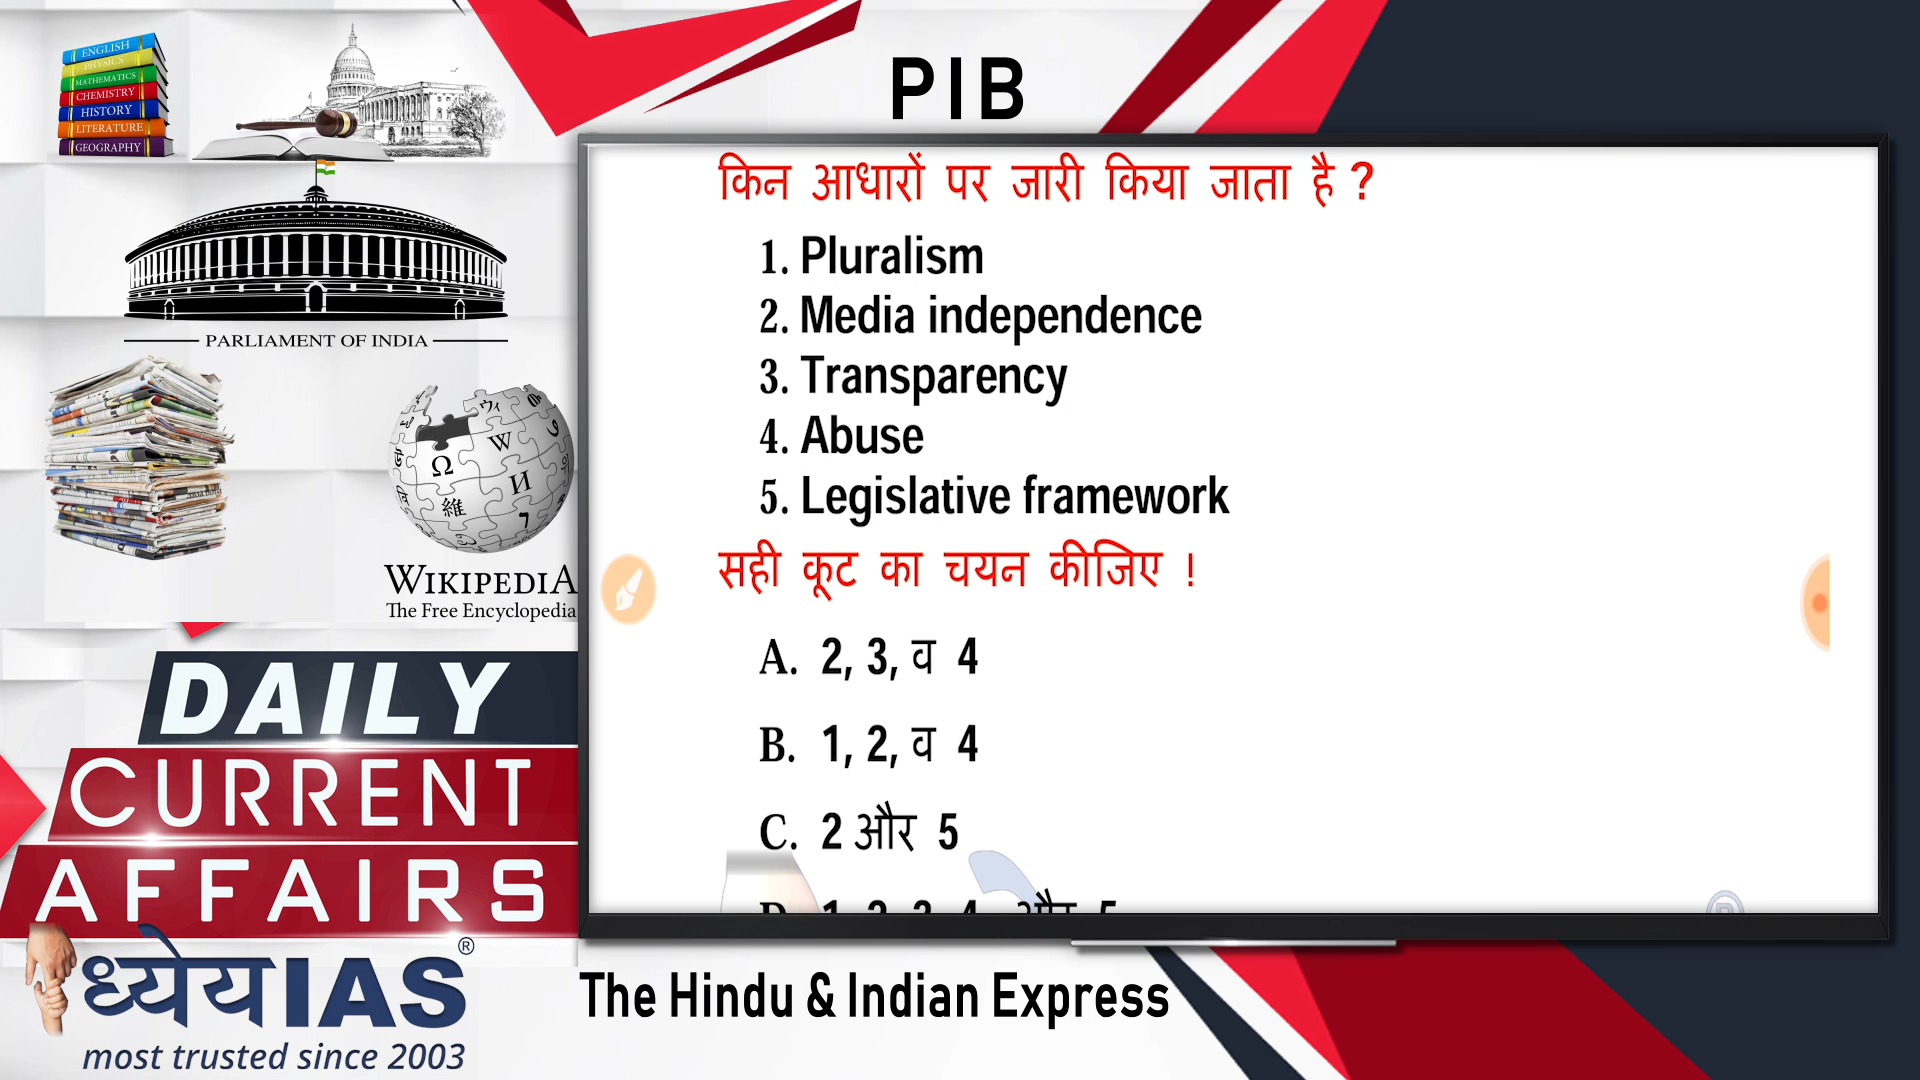 ENGLISH
PHYSICS
MATHEMATICS
CHEMISTRY
HISTORY
LITERATURE
GEOGRAPHY
PARLIAMENT OF INDIA
Ω
W
И
維
WIKIPEDIA
The Free Encyclopedia
DAILY
CURRENT
AFFAIRS
ध्येय IAS ®
most trusted since 2003
PIB
किन आधारों पर जारी किया जाता है ?
1. Pluralism
2. Media independence
3. Transparency
4. Abuse
5. Legislative framework
सही कूट का चयन कीजिए !
A. 2, 3, व 4
B. 1, 2, व 4
C. 2 और 5
The Hindu & Indian Express